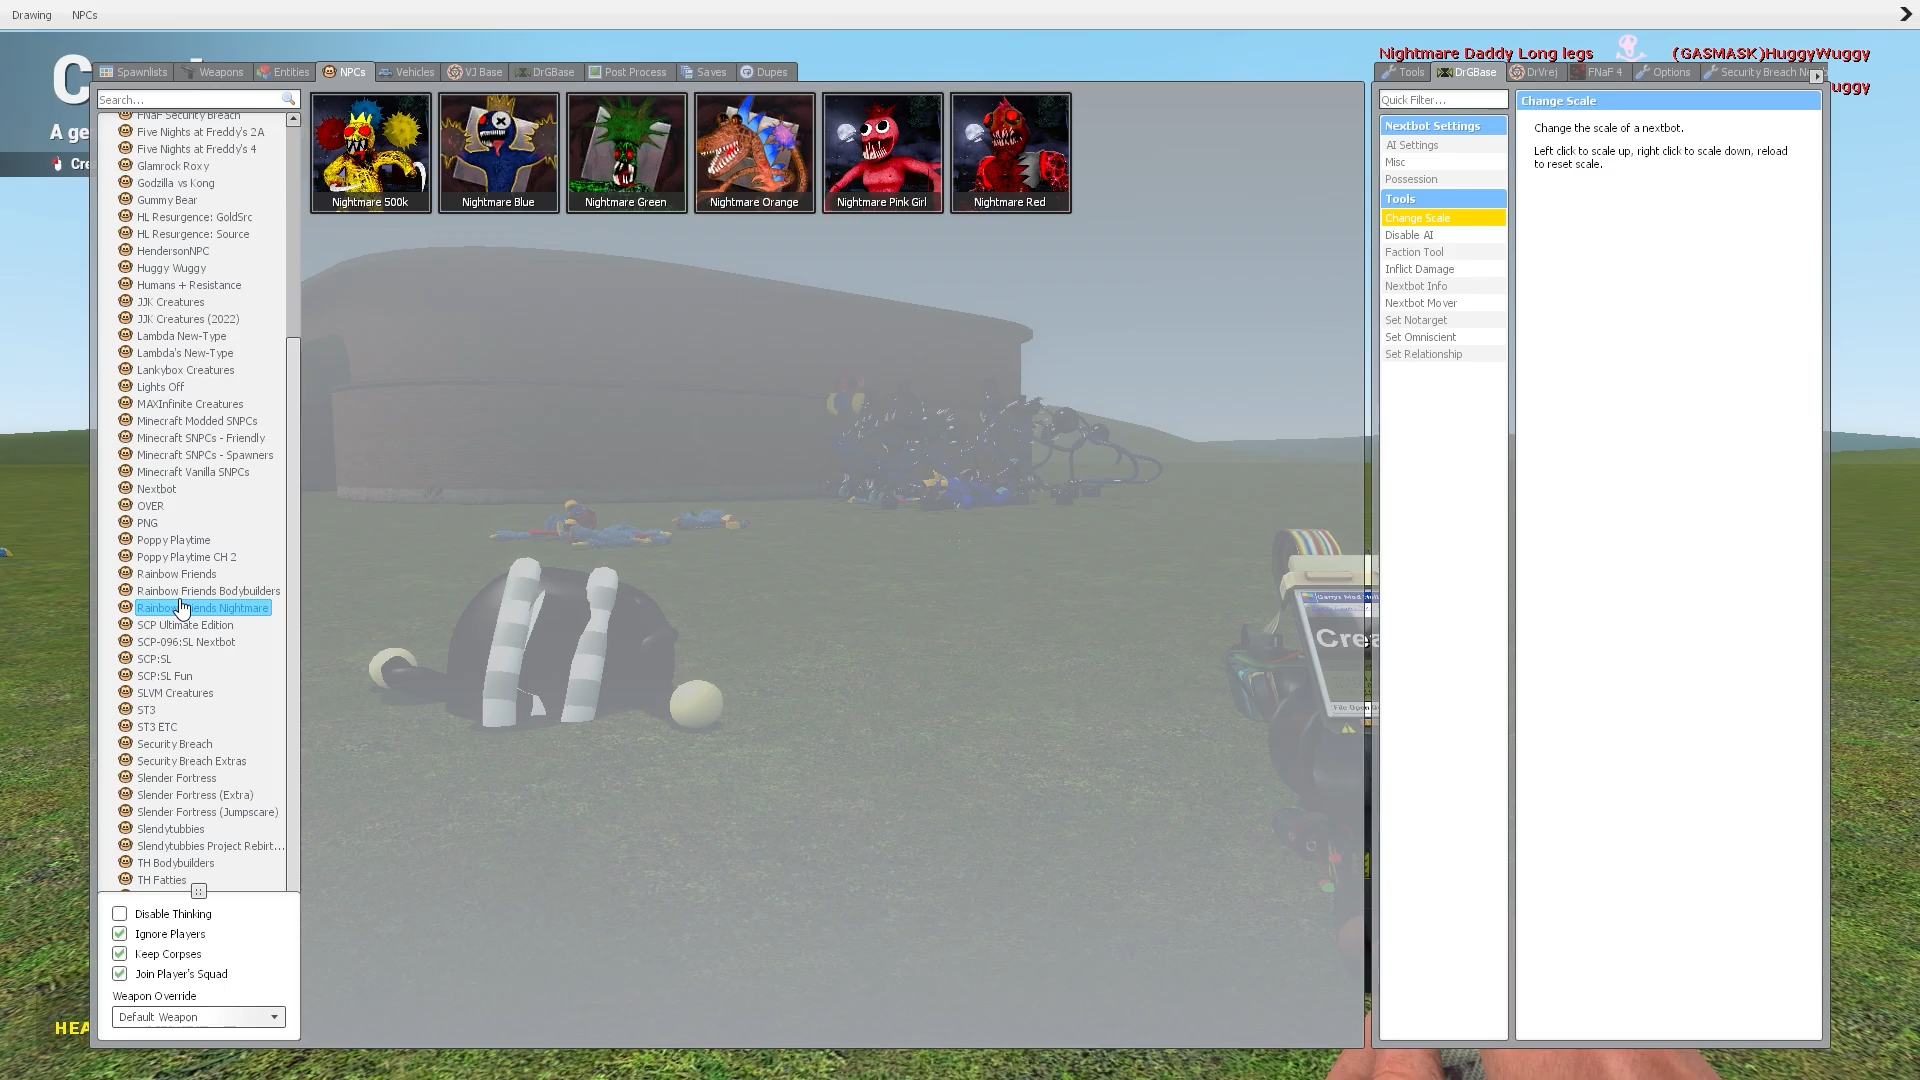 Drawing NPCs
Nightmare Daddy Long legs (GASMASK)HuggyWuggy
Spawnlists Weapons Entities NPCs Vehicles VJ Base DrGBase Post Process Saves Dupes
Tools DrGBase DrVrej FNaF 4 Options Security Breach
C
A ge
Cre
Search...
FNaF Security Breach
Five Nights at Freddy's 2A
Five Nights at Freddy's 4
Glamrock Roxy
Godzilla vs Kong
Gummy Bear
HL Resurgence: GoldSrc
HL Resurgence: Source
HendersonNPC
Huggy Wuggy
Humans + Resistance
JJK Creatures
JJK Creatures (2022)
Lambda New-Type
Lambda's New-Type
Lankybox Creatures
Lights Off
MAXInfinite Creatures
Minecraft Modded SNPCs
Minecraft SNPCs - Friendly
Minecraft SNPCs - Spawners
Minecraft Vanilla SNPCs
Nextbot
OVER
PNG
Poppy Playtime
Poppy Playtime CH 2
Rainbow Friends
Rainbow Friends Bodybuilders
Rainbow Friends Nightmare
SCP Ultimate Edition
SCP-096:SL Nextbot
SCP:SL
SCP:SL Fun
SLVM Creatures
ST3
ST3 ETC
Security Breach
Security Breach Extras
Slender Fortress
Slender Fortress (Extra)
Slender Fortress (Jumpscare)
Slendytubbies
Slendytubbies Project Rebirt...
TH Bodybuilders
TH Fatties
Disable Thinking
Ignore Players
Keep Corpses
Join Player's Squad
Weapon Override
Default Weapon
HEA
Nightmare 500k Nightmare Blue Nightmare Green Nightmare Orange Nightmare Pink Girl Nightmare Red
Crea
uggy
Quick Filter...
Nextbot Settings
AI Settings
Misc
Possession
Tools
Change Scale
Disable AI
Faction Tool
Inflict Damage
Nextbot Info
Nextbot Mover
Set Notarget
Set Omniscient
Set Relationship
Change Scale
Change the scale of a nextbot.
Left click to scale up, right click to scale down, reload
to reset scale.